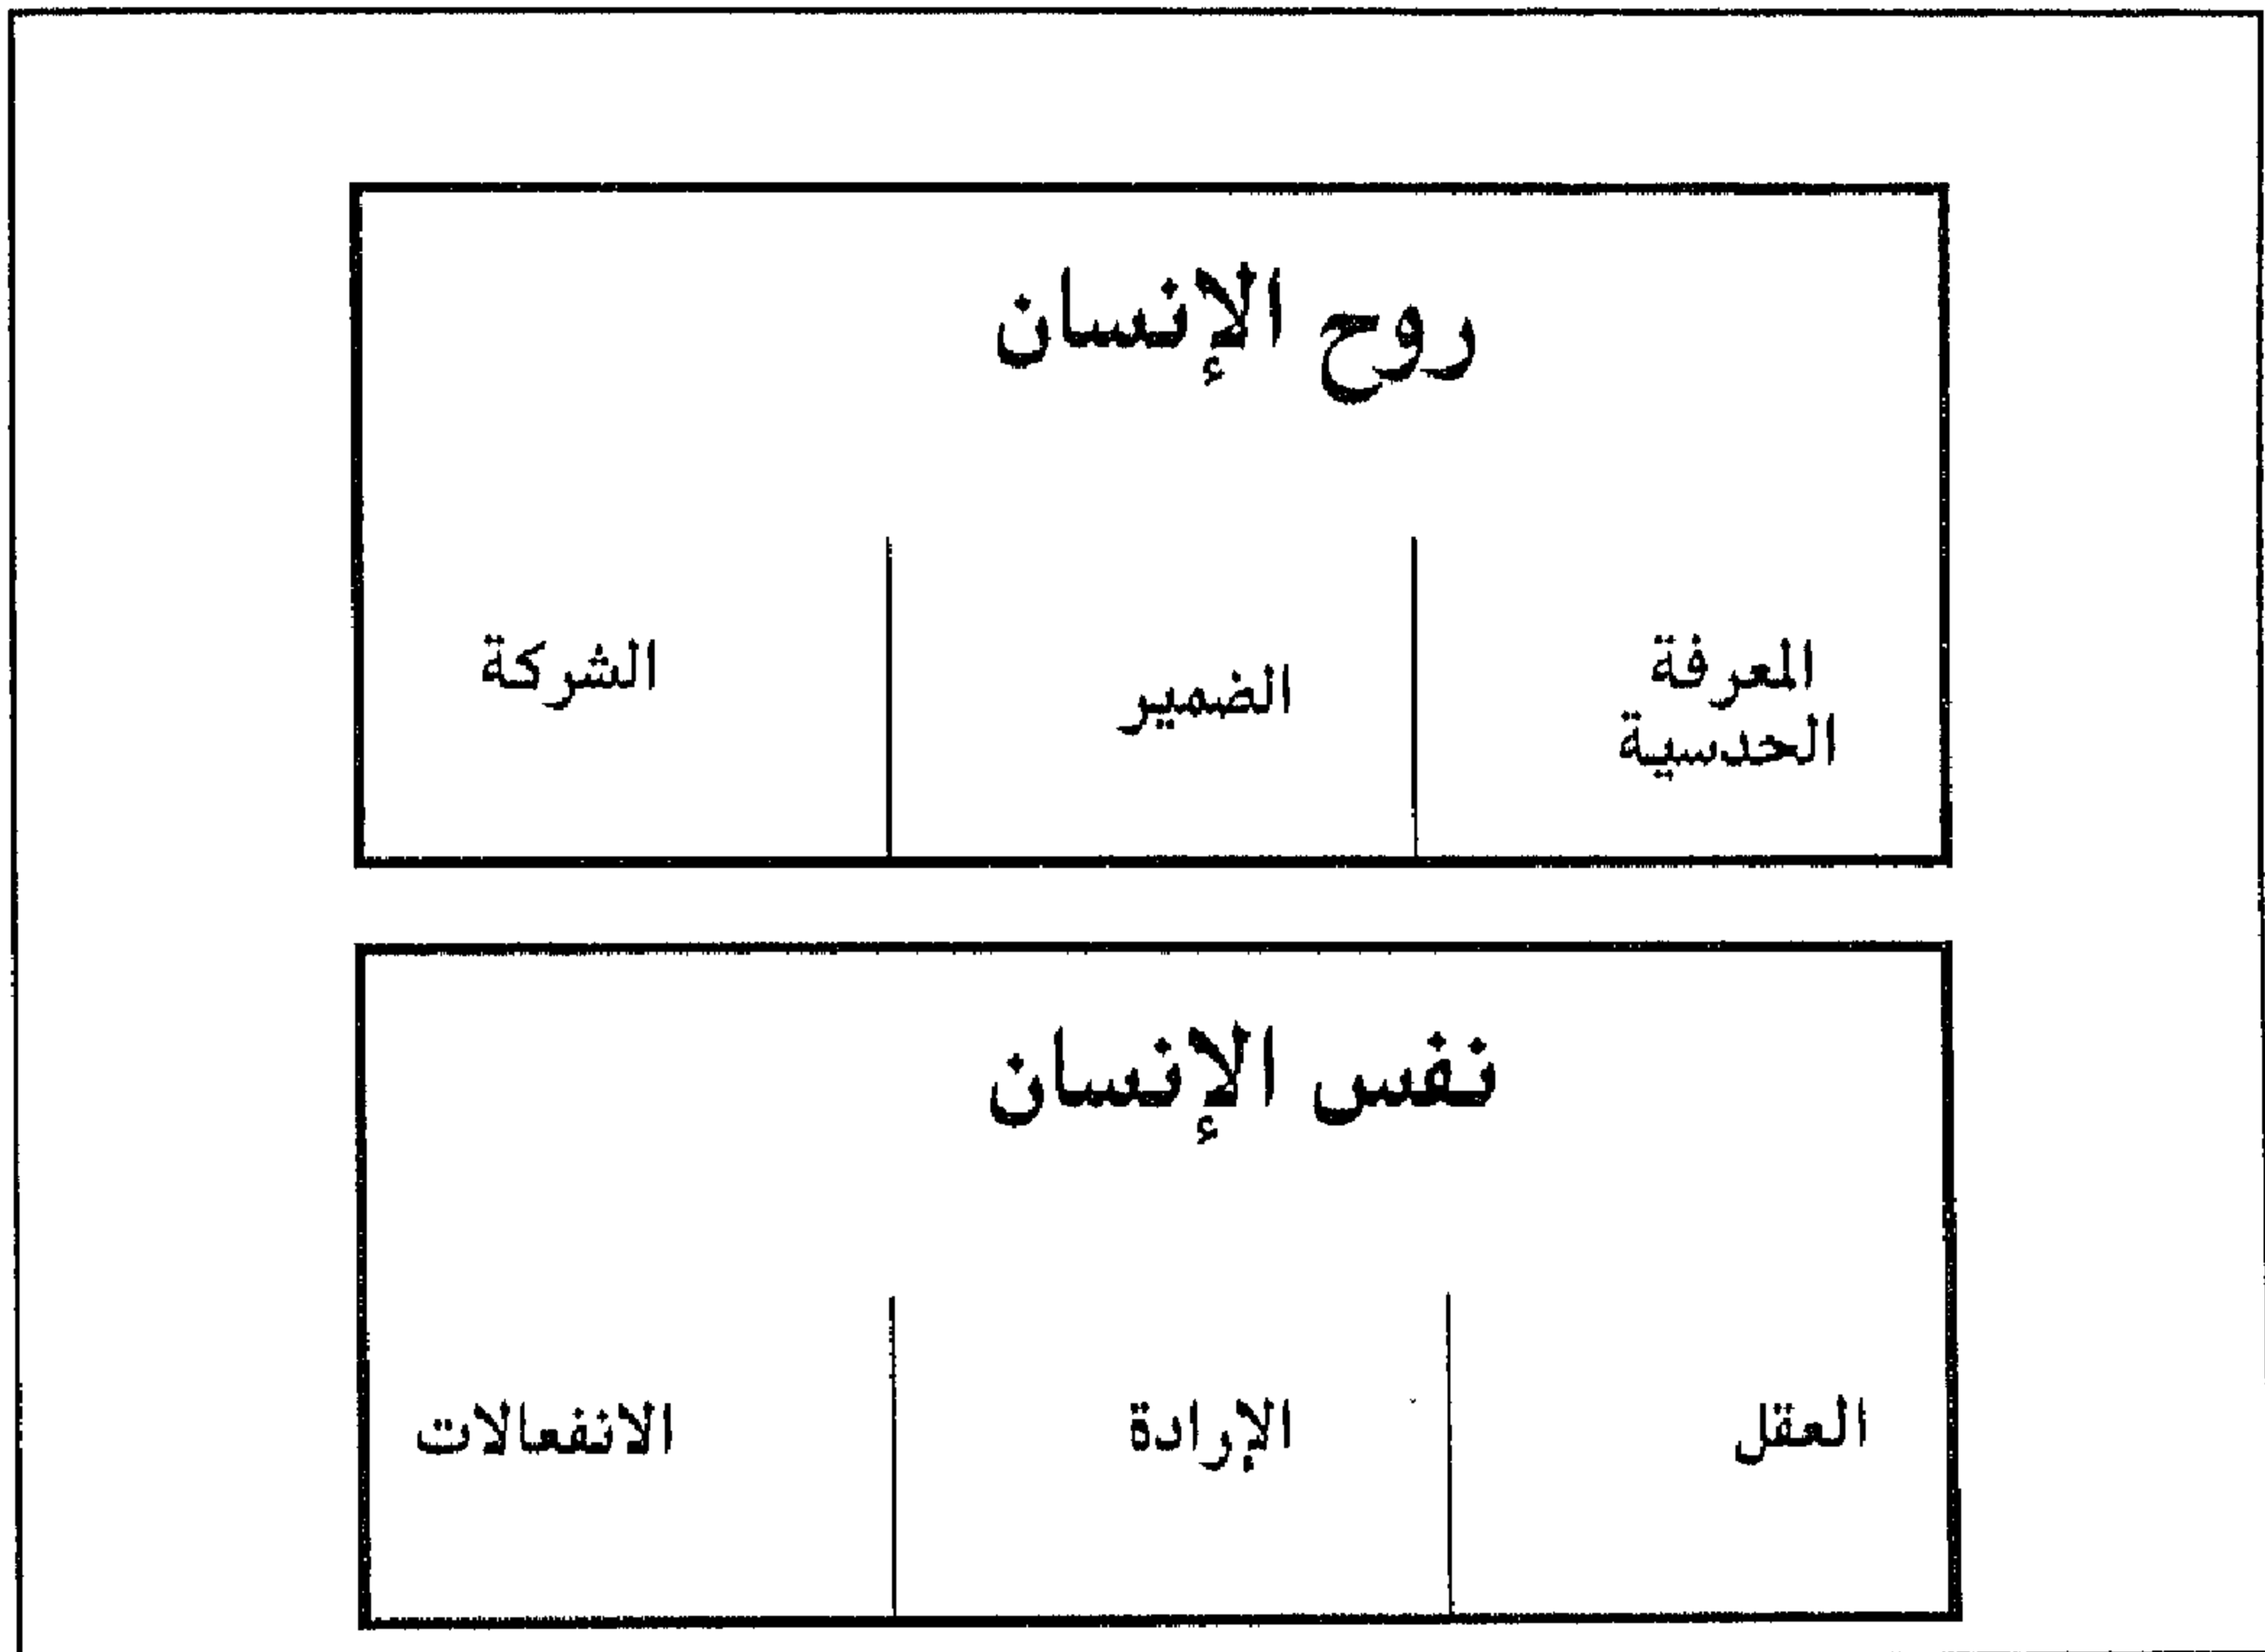 روح الإنسان
المعرفة
الحدسية
الضمير
الشركة
نفس الإنسان
العقل
الإرادة
الانفعالات